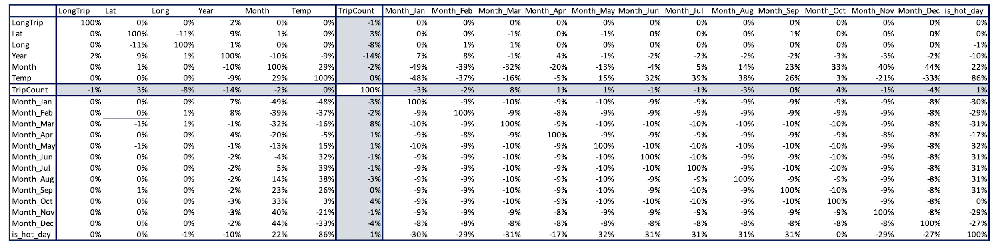 LongTrip Lat Long Year Month Temp TripCount Month_Jan Month_Feb Month_Mar Month_Apr Month_May Month_Jun Month_Jul Month_Aug Month_Sep Month_Oct Month_Nov Month_Dec is_hot_day
LongTrip 100% 0% 0% 2% 0% 0% -1% 0% 0% 0% 0% 0% 0% 0% 0% 0% 0% 0% 0% 0%
Lat 0% 100% -11% 9% 1% 0% 3% 0% 0% -1% 0% -1% 0% 0% 0% 1% 0% 0% 0% 0%
Long 0% -11% 100% 1% 0% 0% -8% 0% 1% 1% 0% 0% 0% 0% 0% 0% 0% 0% 0% -1%
Year 2% 9% 1% 100% -10% -9% -14% 7% 8% -1% 4% -1% -2% -2% -2% -2% -3% -3% -2% -10%
Month 0% 1% 0% -10% 100% 29% -2% -49% -39% -32% -20% -13% -4% 5% 14% 23% 33% 40% 44% 22%
Temp 0% 0% 0% -9% 29% 100% 0% -48% -37% -16% -5% 15% 32% 39% 38% 26% 3% -21% -33% 86%
TripCount -1% 3% -8% -14% -2% 0% 100% -3% -2% 8% 1% 1% -1% -1% -3% 0% 4% -1% -4% 1%
Month_Jan 0% 0% 0% 7% -49% -48% -3% 100% -9% -10% -9% -10% -9% -9% -9% -9% -9% -9% -8% -30%
Month_Feb 0% 0% 1% 8% -39% -37% -2% -9% 100% -9% -8% -9% -9% -9% -9% -9% -9% -9% -8% -29%
Month_Mar 0% -1% 1% -1% -32% -16% 8% -10% -9% 100% -9% -10% -10% -10% -10% -10% -10% -9% -8% -31%
Month_Apr 0% 0% 0% 4% -20% -5% 1% -9% -8% -9% 100% -9% -9% -9% -9% -9% -9% -8% -8% -17%
Month_May 0% -1% 0% -1% -13% 15% 1% -10% -9% -10% -9% 100% -10% -10% -10% -10% -10% -9% -8% 32%
Month_Jun 0% 0% 0% -2% -4% 32% -1% -9% -9% -10% -9% -10% 100% -10% -9% -9% -10% -9% -8% 31%
Month_Jul 0% 0% 0% -2% 5% 39% -1% -9% -9% -10% -9% -10% -10% 100% -9% -10% -10% -9% -8% 31%
Month_Aug 0% 0% 0% -2% 14% 38% -3% -9% -9% -10% -9% -10% -9% -9% 100% -9% -9% -9% -8% 31%
Month_Sep 0% 1% 0% -2% 23% 26% 0% -9% -9% -10% -9% -10% -9% -10% -9% 100% -10% -9% -8% 31%
Month_Oct 0% 0% 0% -3% 33% 3% 4% -9% -9% -10% -9% -10% -10% -10% -9% -10% 100% -9% -8% 0%
Month_Nov 0% 0% 0% -3% 40% -21% -1% -9% -9% -9% -8% -9% -9% -9% -9% -9% -9% 100% -8% -29%
Month_Dec 0% 0% 0% -2% 44% -33% -4% -8% -8% -8% -8% -8% -8% -8% -8% -8% -8% -8% 100% -27%
is_hot_day 0% 0% -1% -10% 22% 86% 1% -30% -29% -31% -17% 32% 31% 31% 31% 31% 0% -29% -27% 100%